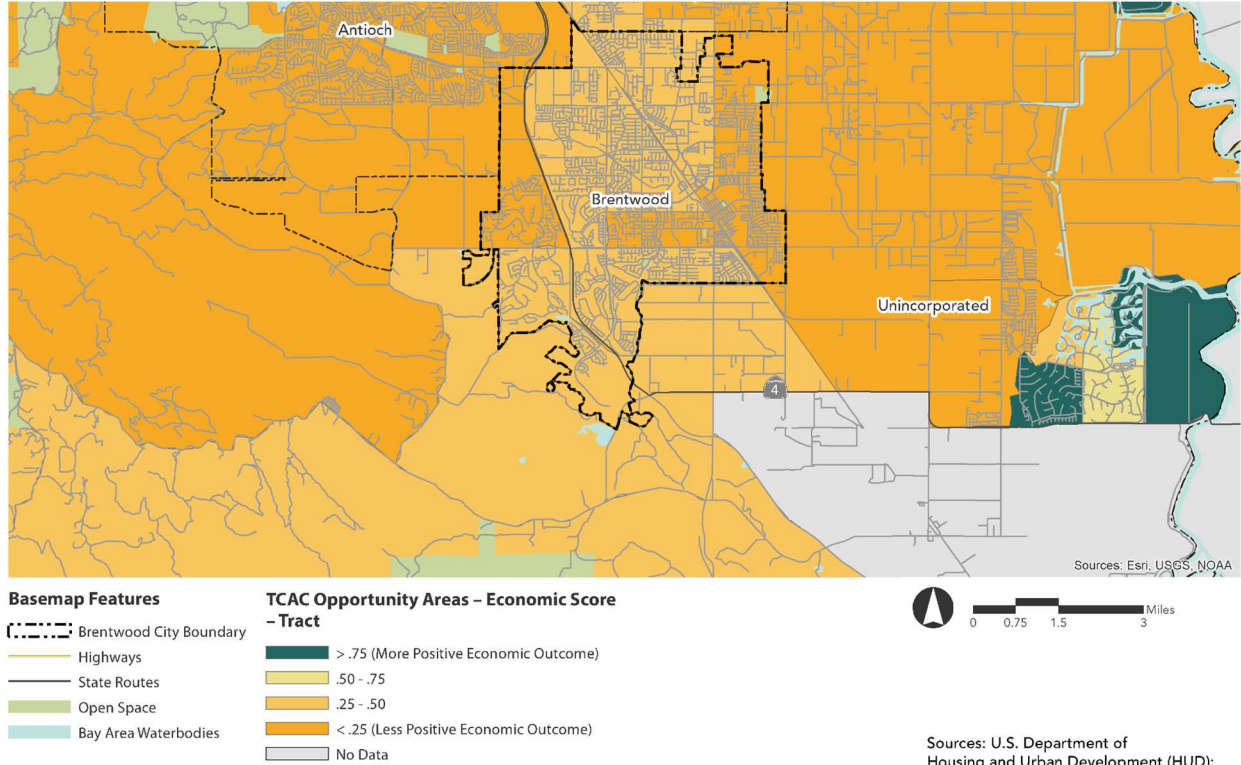 Antioch
Brentwood
Unincorporated
4
Sources: Esri, USGS, NOAA
Basemap Features
Brentwood City Boundary
Highways
State Routes
Open Space
Bay Area Waterbodies
TCAC Opportunity Areas – Economic Score
– Tract
> .75 (More Positive Economic Outcome)
.50 - .75
.25 - .50
< .25 (Less Positive Economic Outcome)
No Data
Miles
0 0.75 1.5 3
Sources: U.S. Department of
Housing and Urban Development (HUD);